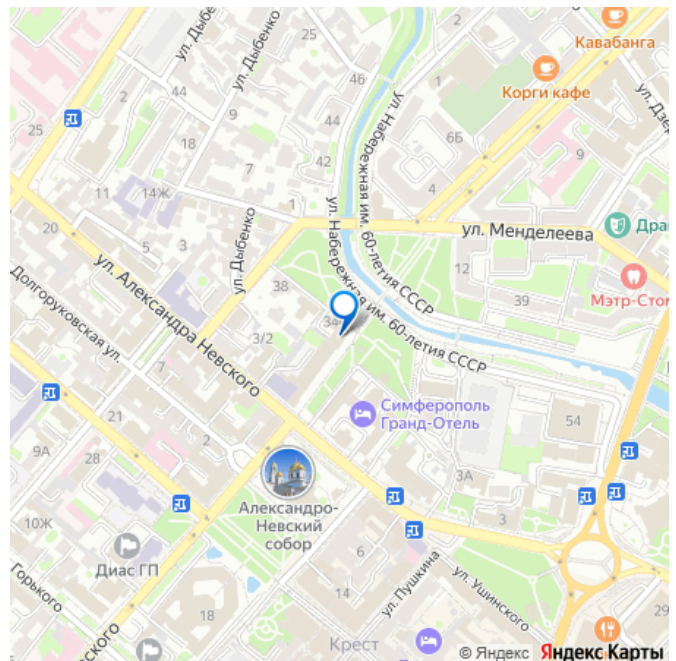 Кавабанга
Корги кафе
ул. Дыбенко
ул. Дыбенко
25
46
45
2
44
9
18
42
7
1
25
11
14Ж
1
20
5
3
6Б
4
9
ул. Набережная им. 60-летия СССР
ул. Менделеева
Дра
12
39
Мэтр-Стом
ул. Набережная им. 60-летия СССР
ул. Дыбенко
38
34
3/2
ул. Александра Невского
Долгоруковская ул.
7
21
9А
28
Симферополь
Гранд-Отель
54
3А
3
Александро-
Невский
собор
10Ж
Диас ГП
6
14
18
Горького
ул. Пушкина
ул. Ушинского
29
Крест
© Яндекс Яндекс Карты